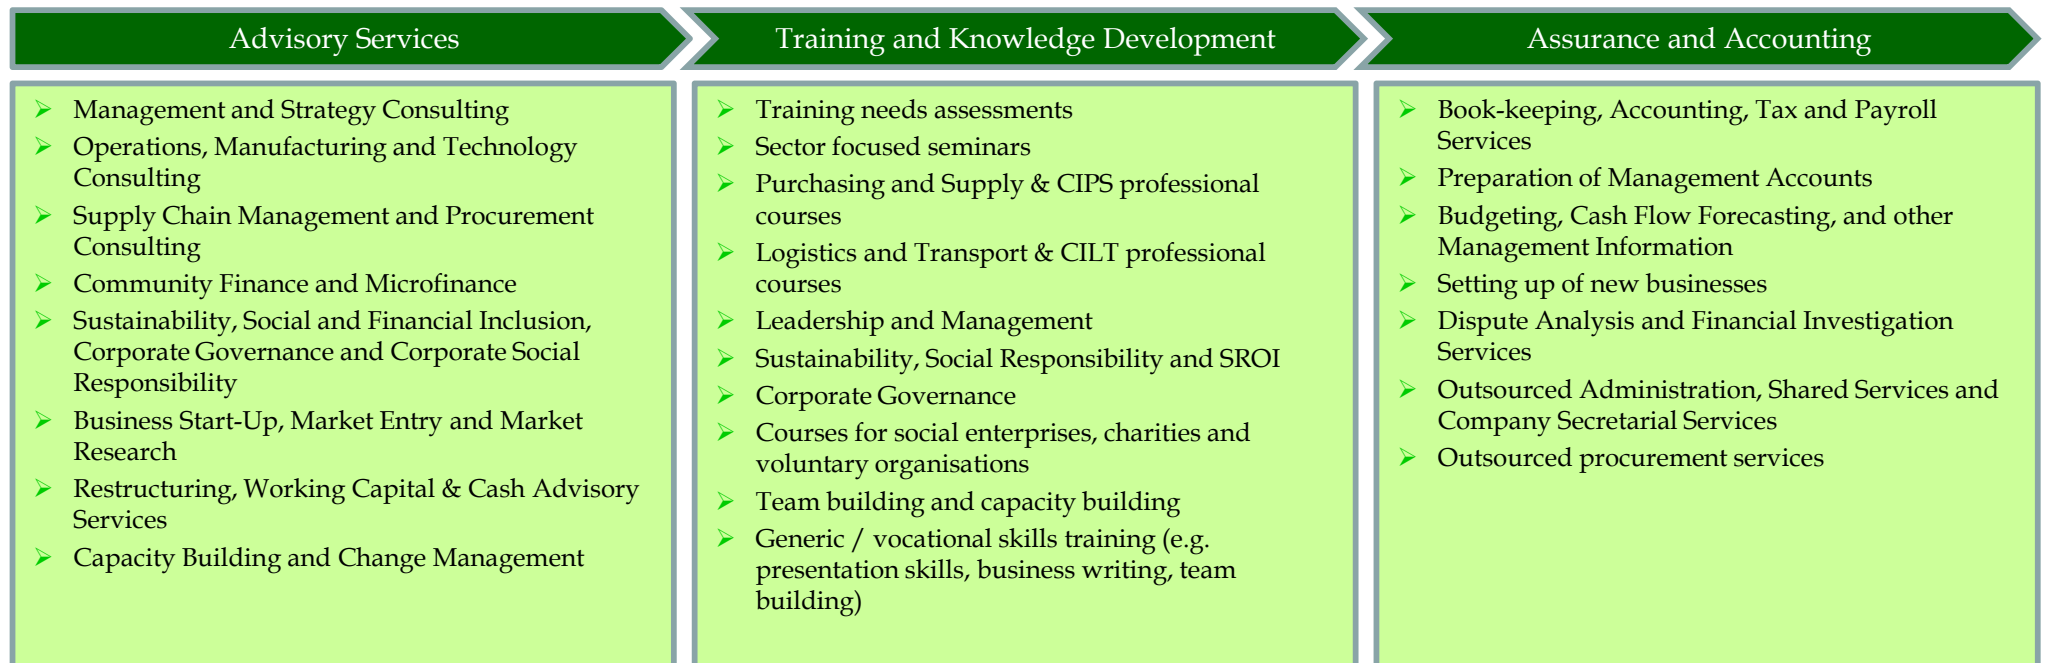 Advisory Services
Management and Strategy Consulting
Operations, Manufacturing and Technology
Consulting
Supply Chain Management and Procurement
Consulting
Community Finance and Microfinance
Sustainability, Social and Financial Inclusion,
Corporate Governance and Corporate Social
Responsibility
Business Start-Up, Market Entry and Market
Research
Restructuring, Working Capital & Cash Advisory
Services
Capacity Building and Change Management
Training and Knowledge Development
Training needs assessments
Sector focused seminars
Purchasing and Supply & CIPS professional
courses
Logistics and Transport & CILT professional
courses
Leadership and Management
Sustainability, Social Responsibility and SROI
Corporate Governance
Courses for social enterprises, charities and
voluntary organisations
Team building and capacity building
Generic / vocational skills training (e.g.
presentation skills, business writing, team
building)
Assurance and Accounting
Book-keeping, Accounting, Tax and Payroll
Services
Preparation of Management Accounts
Budgeting, Cash Flow Forecasting, and other
Management Information
Setting up of new businesses
Dispute Analysis and Financial Investigation
Services
Outsourced Administration, Shared Services and
Company Secretarial Services
Outsourced procurement services